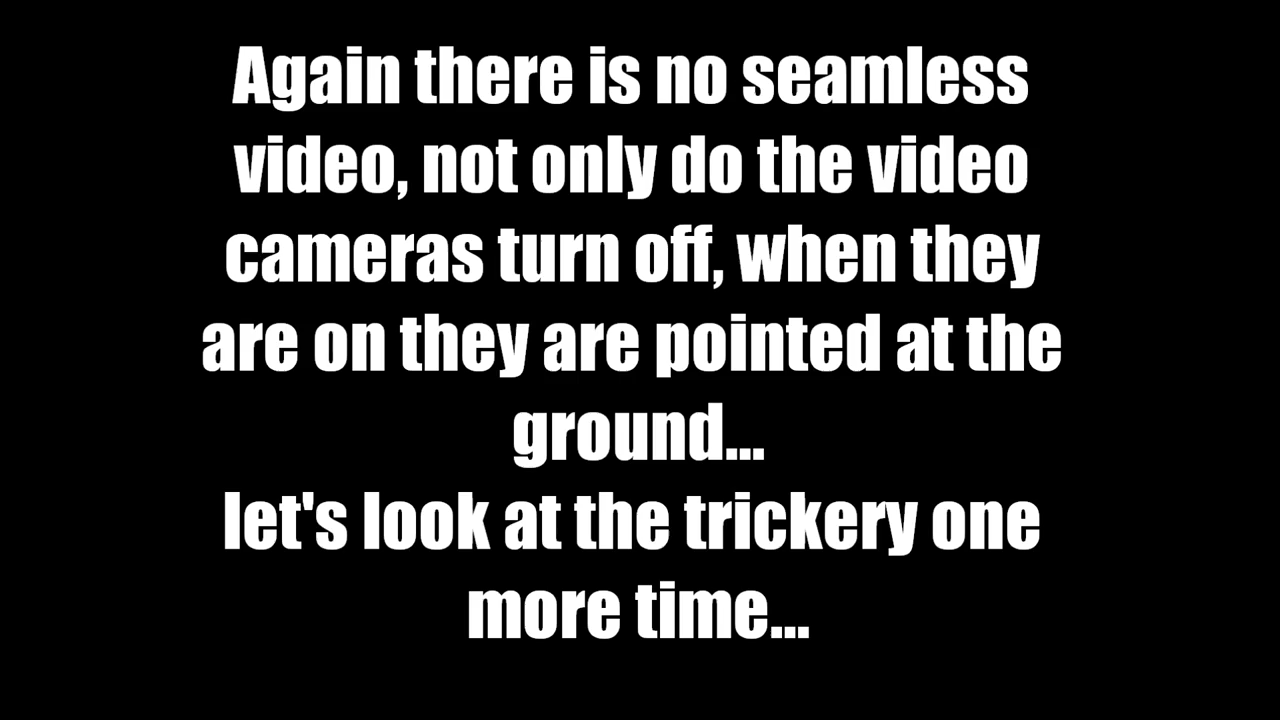 Again there is no seamless
video, not only do the video
cameras turn off, when they
are on they are pointed at the
ground...
let's look at the trickery one
more time...